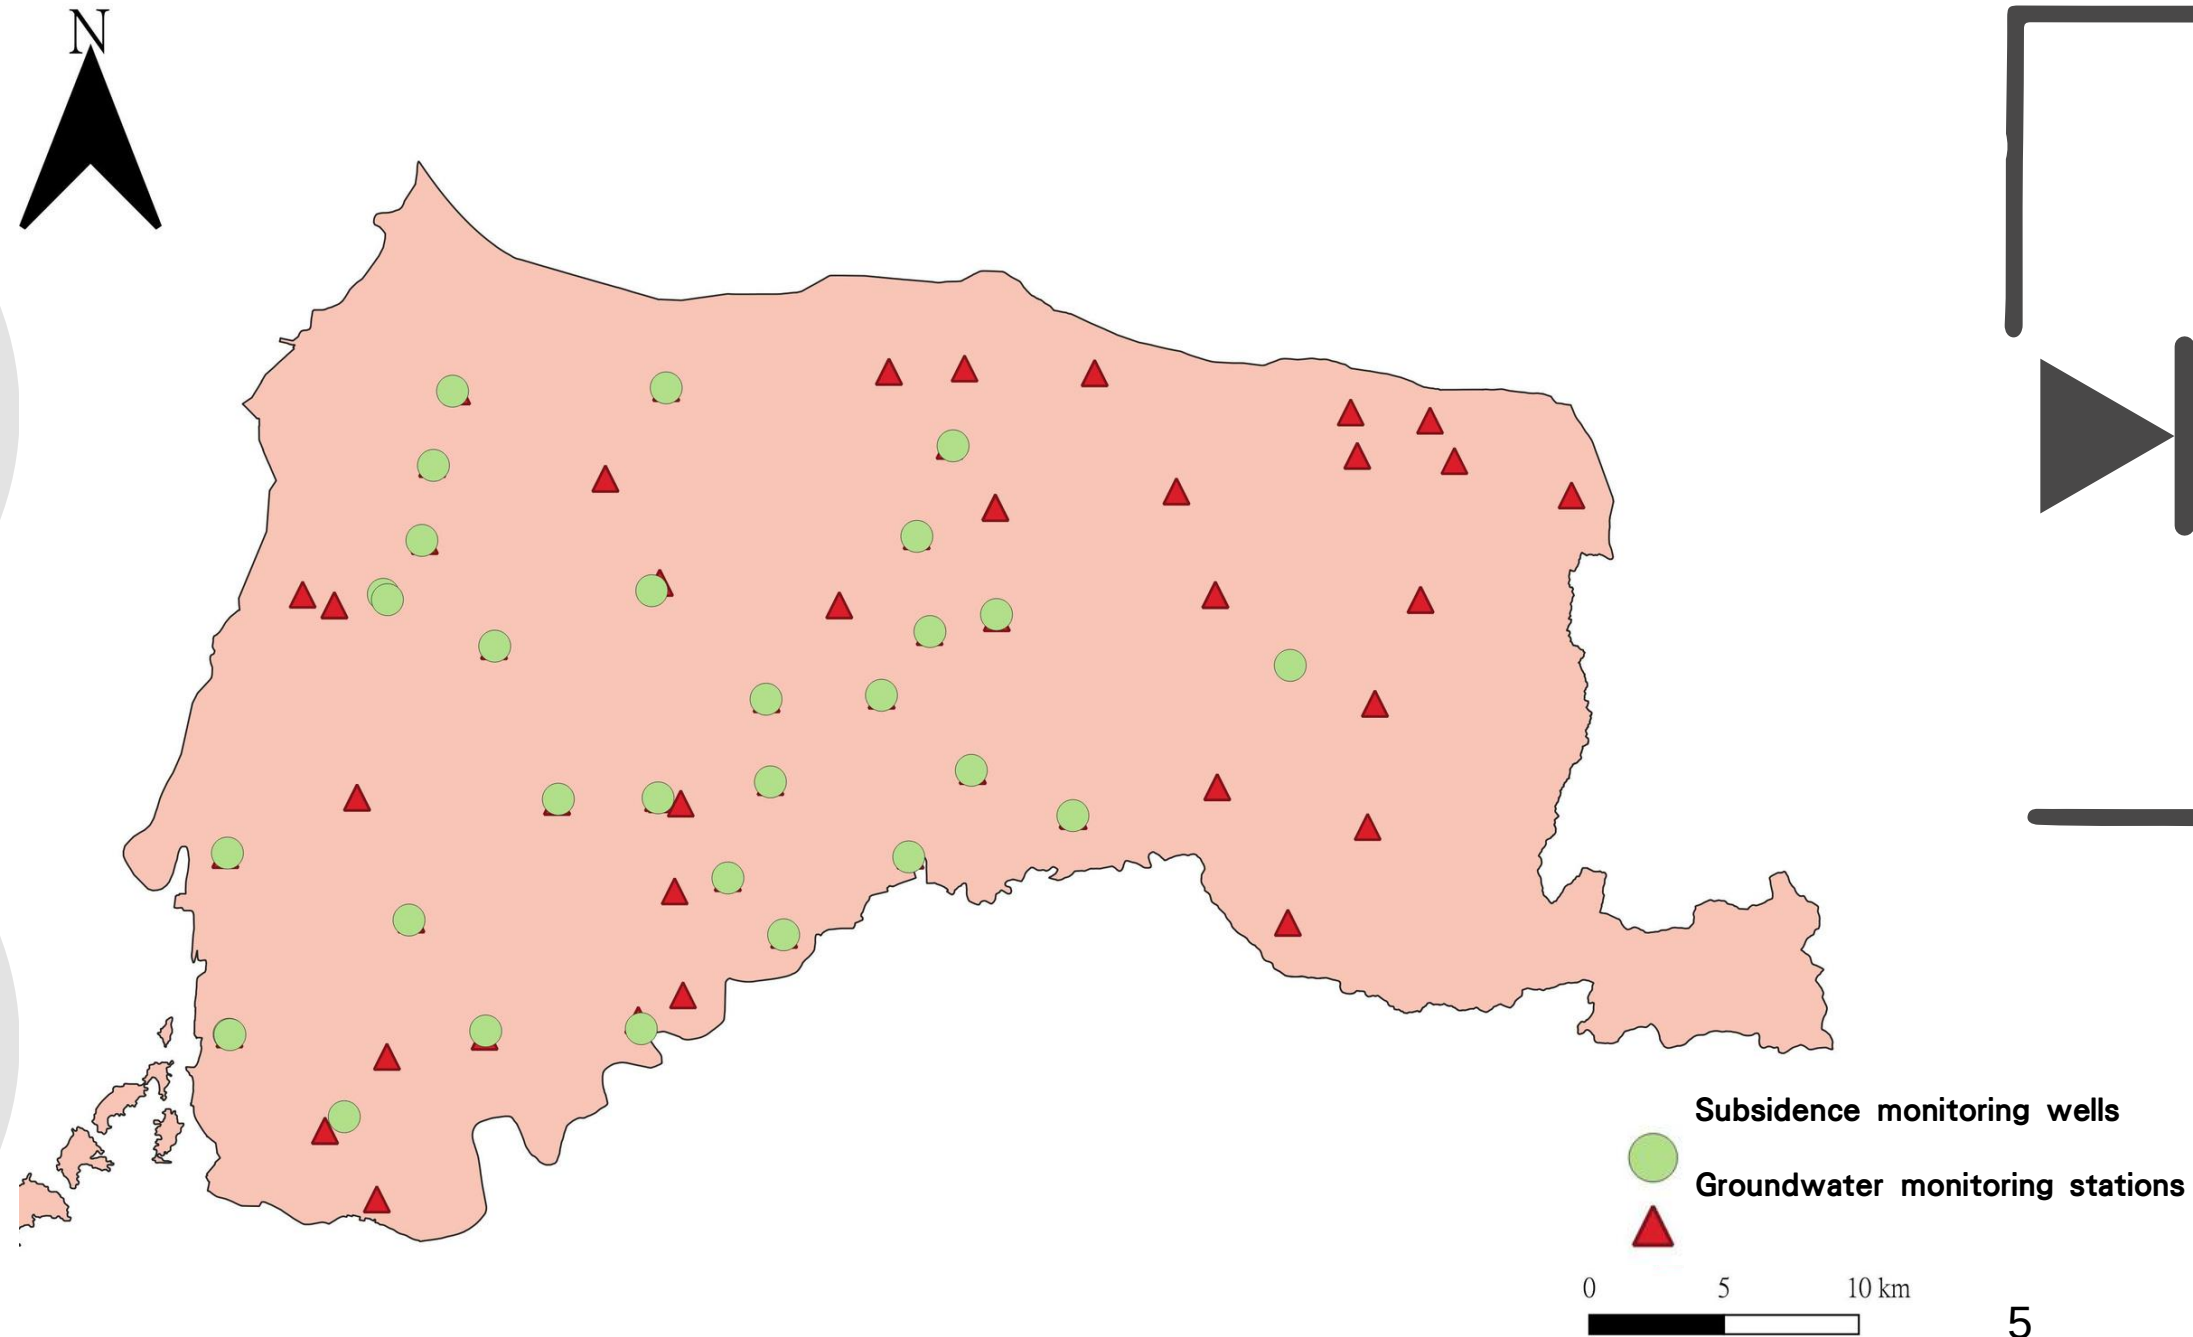 N
Subsidence monitoring wells
Groundwater monitoring stations
0 5 10 km
5